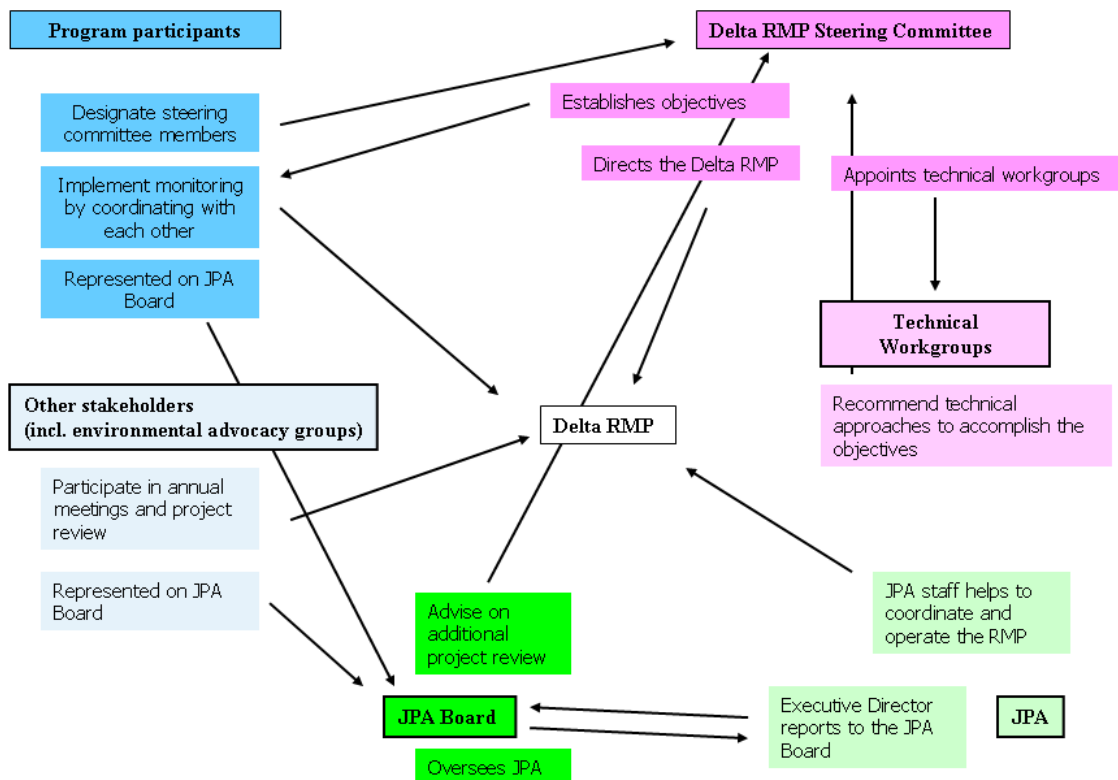 Program participants
Delta RMP Steering Committee
Designate steering
committee members
Establishes objectives
Directs the Delta RMP
Appoints technical workgroups
Implement monitoring
by coordinating with
each other
Represented on JPA
Board
Technical
Workgroups
Other stakeholders
(incl. environmental advocacy groups)
Delta RMP
Recommend technical
approaches to accomplish the
objectives
Participate in annual
meetings and project
review
Represented on JPA
Board
Advise on
additional
project review
JPA staff helps to
coordinate and
operate the RMP
JPA Board
Executive Director
reports to the JPA
Board
JPA
Oversees JPA